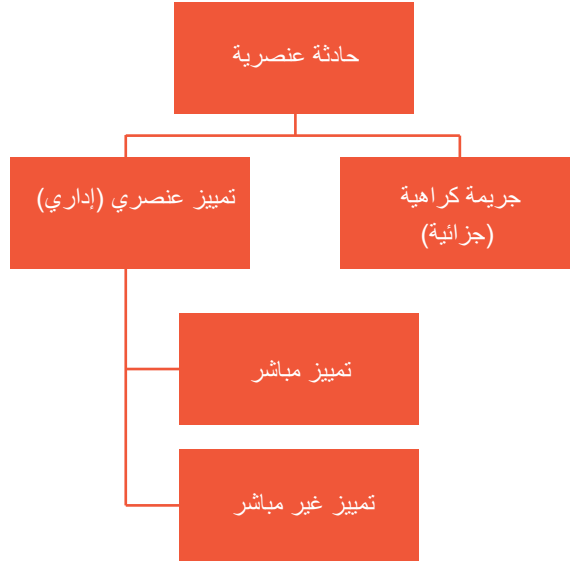 حادثة عنصرية
جريمة كراهية
(جزائية)
تمييز عنصري (إداري)
تمييز مباشر
تمييز غير مباشر